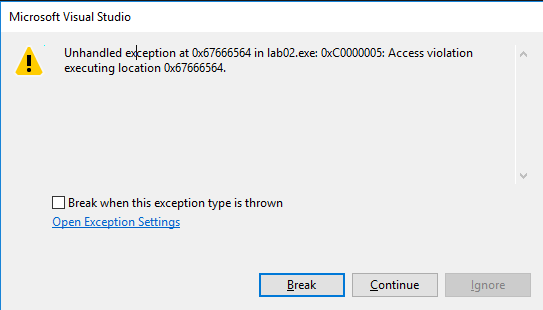 Microsoft Visual Studio
Unhandled exception at 0x67666564 in lab02.exe: 0xC0000005: Access violation
executing location 0x67666564.
Break when this exception type is thrown
Open Exception Settings
Break Continue Ignore